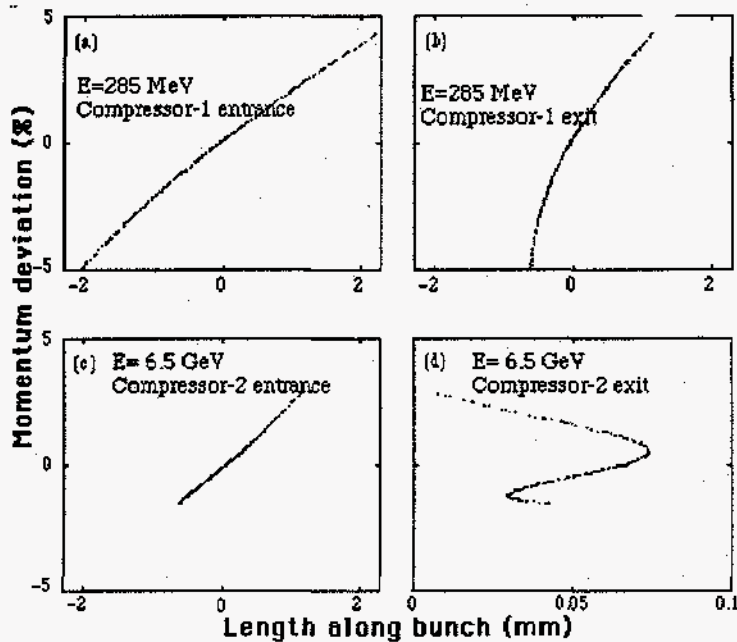 5
(a)
E=285 MeV
Compressor-1 entrance
(b)
E=285 MeV
Compressor-1 exit
0
-5
-2
0
2
-2
0
2
Momentum deviation (%)
5
(c)
E= 6.5 GeV
Compressor-2 entrance
(d)
E= 6.5 GeV
Compressor-2 exit
0
-5
-2
0
2
0
0.05
0.1
Length along bunch (mm)